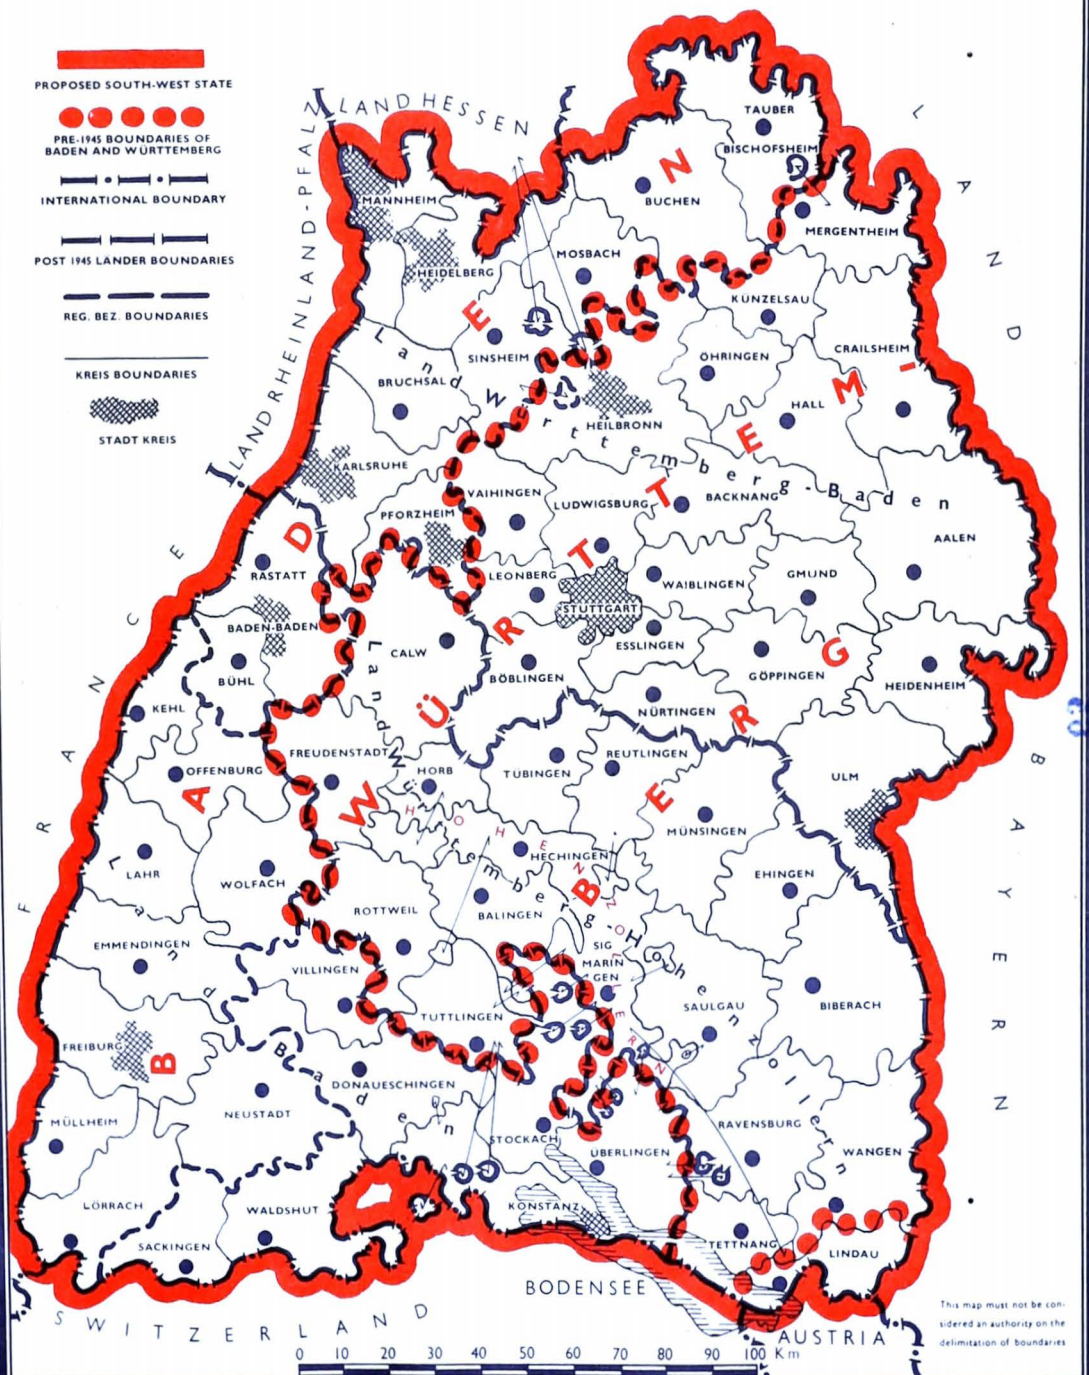 PROPOSED SOUTH-WEST STATE
PRE-1945 BOUNDARIES OF
BADEN AND WÜRTTEMBERG
INTERNATIONAL BOUNDARY
POST 1945 LÄNDER BOUNDARIES
REG. BEZ. BOUNDARIES
KREIS BOUNDARIES
STADT KREIS
LAND HESSEN
LAND RHEINLAND-PFALZ
LAND BAYERN
FRANCE
SWITZERLAND
AUSTRIA
BODENSEE
BADEN
WÜRTTEMBERG
HOHENZOLLERN
Land Württemberg-Baden
Land Württemberg-Hohenzollern
Land Baden
TAUBER
BISCHOFSHEIM
BUCHEN
MERGENTHEIM
MANNHEIM
HEIDELBERG
MOSBACH
KÜNZELSAU
SINSHEIM
ÖHRINGEN
CRAILSHEIM
BRUCHSAL
HALL
HEILBRONN
KARLSRUHE
VAIHINGEN
LUDWIGSBURG
BACKNANG
PFORZHEIM
AALEN
RASTATT
LEONBERG
WAIBLINGEN
GMUND
STUTTGART
BADEN-BADEN
CALW
ESSLINGEN
BÜHL
BÖBLINGEN
GÖPPINGEN
HEIDENHEIM
KEHL
NÜRTINGEN
FREUDENSTADT
OFFENBURG
HORB
TÜBINGEN
REUTLINGEN
ULM
MÜNSINGEN
LAHR
WOLFACH
HECHINGEN
EHINGEN
ROTTWEIL
BALINGEN
EMMENDINGEN
VILLINGEN
SIG
MARIN
GEN
TUTTLINGEN
SAULGAU
BIBERACH
FREIBURG
DONAUESCHINGEN
NEUSTADT
MÜLLHEIM
STOCKACH
RAVENSBURG
ÜBERLINGEN
WANGEN
LÖRRACH
WALDSHUT
KONSTANZ
SACKINGEN
TETTNANG
LINDAU
This map must not be con-
sidered an authority on the
delimitation of boundaries
0 10 20 30 40 50 60 70 80 90 100 Km